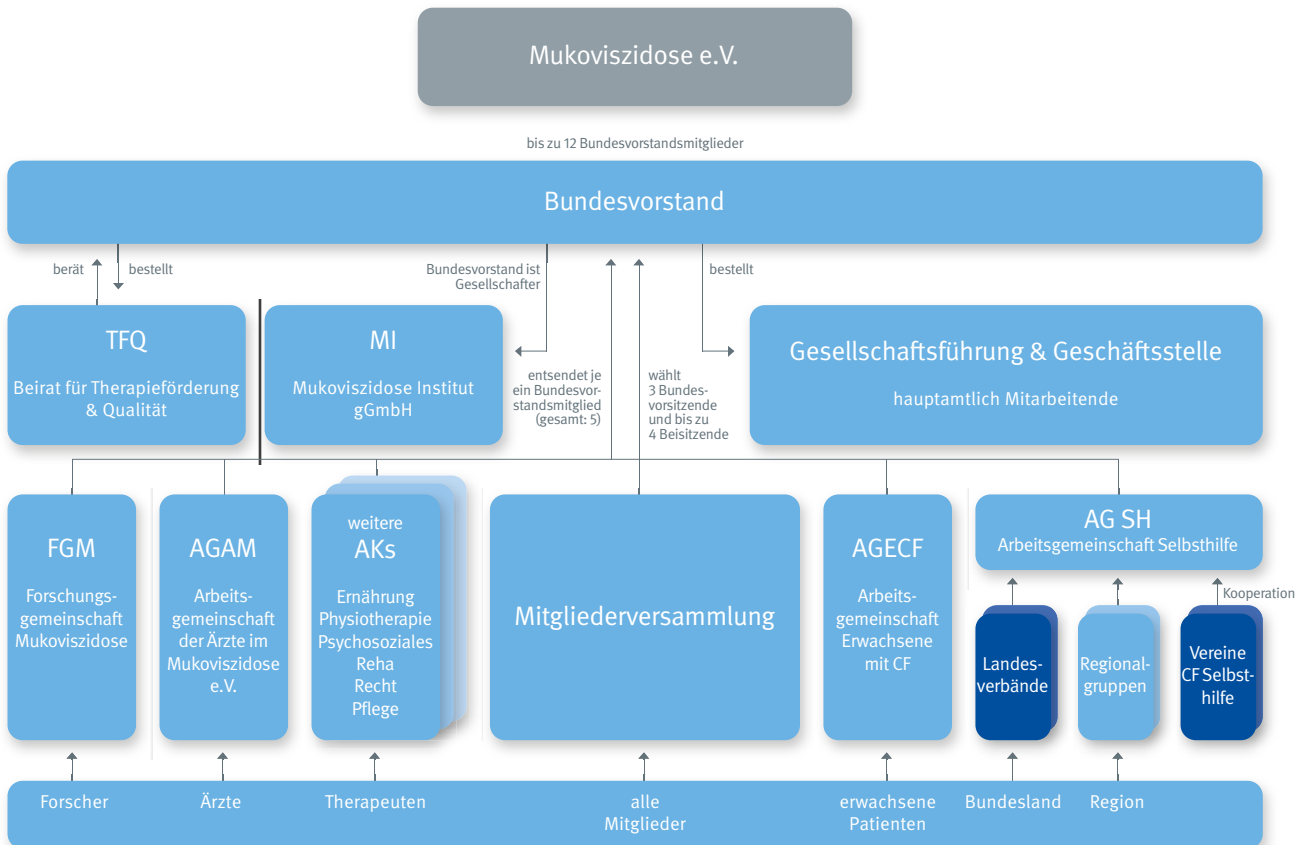 Mukoviszidose e.V.
bis zu 12 Bundesvorstandsmitglieder
Bundesvorstand
berät
bestellt
Bundesvorstand ist
Gesellschafter
bestellt
TFQ
Beirat für Therapieförderung
& Qualität
MI
Mukoviszidose Institut
gGmbH
entsendet je
ein Bundesvor-
standsmitglied
(gesamt: 5)
wählt
3 Bundes-
vorsitzende
und bis zu
4 Beisitzende
Gesellschaftsführung & Geschäftsstelle
hauptamtlich Mitarbeitende
FGM
Forschungs-
gemeinschaft
Mukoviszidose
AGAM
Arbeits-
gemeinschaft
der Ärzte im
Mukoviszidose
e.V.
weitere
AKs
Ernährung
Physiotherapie
Psychosoziales
Reha
Recht
Pflege
Mitgliederversammlung
AGECF
Arbeits-
gemeinschaft
Erwachsene
mit CF
AG SH
Arbeitsgemeinschaft Selbsthilfe
Kooperation
Landes-
verbände
Regional-
gruppen
Vereine
CF Selbst-
hilfe
Forscher
Ärzte
Therapeuten
alle
Mitglieder
erwachsene
Patienten
Bundesland
Region